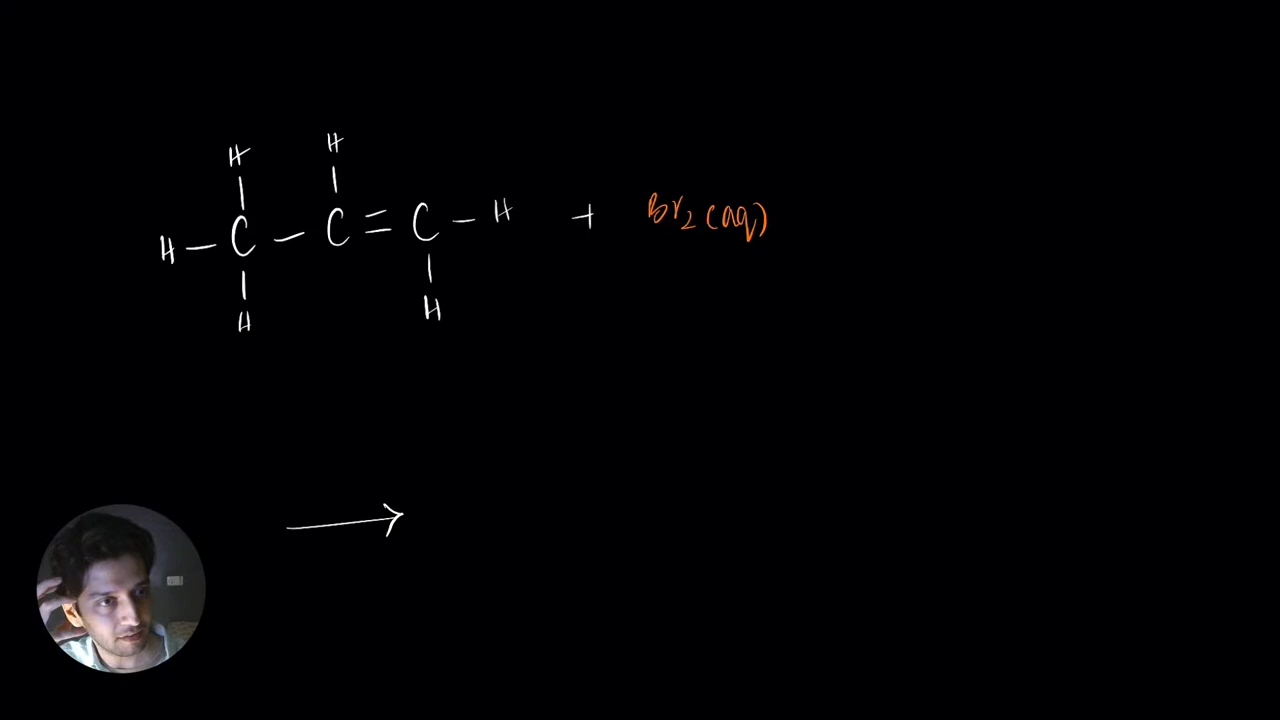 H H
H – C – C = C – H + Br₂ (aq)
H H
⟶